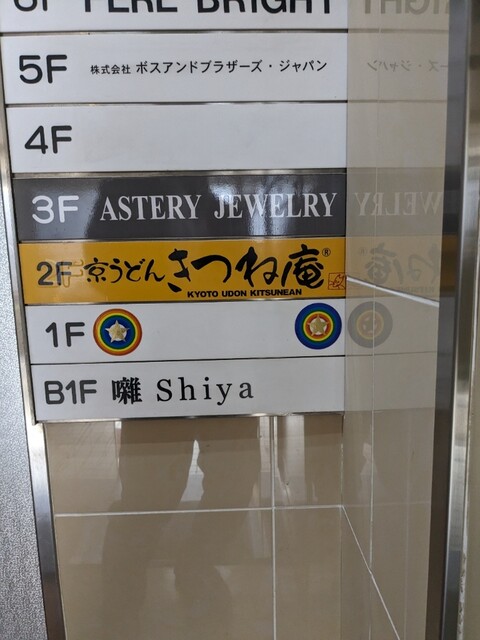 PERE BRIGHT
5F 株式会社 ボスアンドブラザーズ・ジャパン
4F
3F ASTERY JEWELRY
2F 京うどん きつね庵®
KYOTO UDON KITSUNEAN
1F
B1F 囃 Shiya